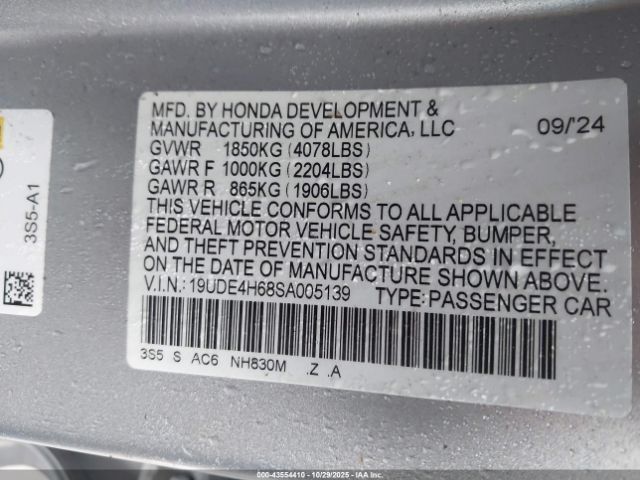 MFD. BY HONDA DEVELOPMENT &
MANUFACTURING OF AMERICA, LLC 09/'24
GVWR 1850KG (4078LBS)
GAWR F 1000KG (2204LBS)
GAWR R 865KG (1906LBS)
THIS VEHICLE CONFORMS TO ALL APPLICABLE
FEDERAL MOTOR VEHICLE SAFETY, BUMPER,
AND THEFT PREVENTION STANDARDS IN EFFECT
ON THE DATE OF MANUFACTURE SHOWN ABOVE.
V.I.N.: 19UDE4H68SA005139 TYPE: PASSENGER CAR
3S5 S AC6 NH830M .Z .A
3S5-A1
000-43554410 - 10/29/2025 - IAAI.COM